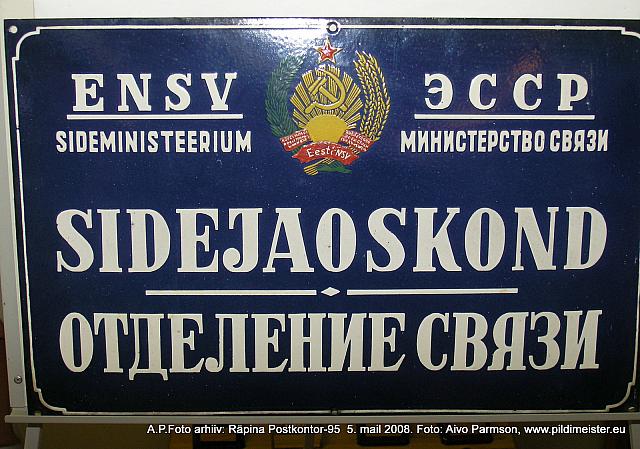 ENSV
SIDEMINISTEERIUM
Eesti NSV
ЭССР
МИНИСТЕРСТВО СВЯЗИ
SIDEJAOSKOND
ОТДЕЛЕНИЕ СВЯЗИ
A.P.Foto arhiiv: Räpina Postkontor-95 5. mail 2008. Foto: Aivo Parmson, www.pildimeister.eu